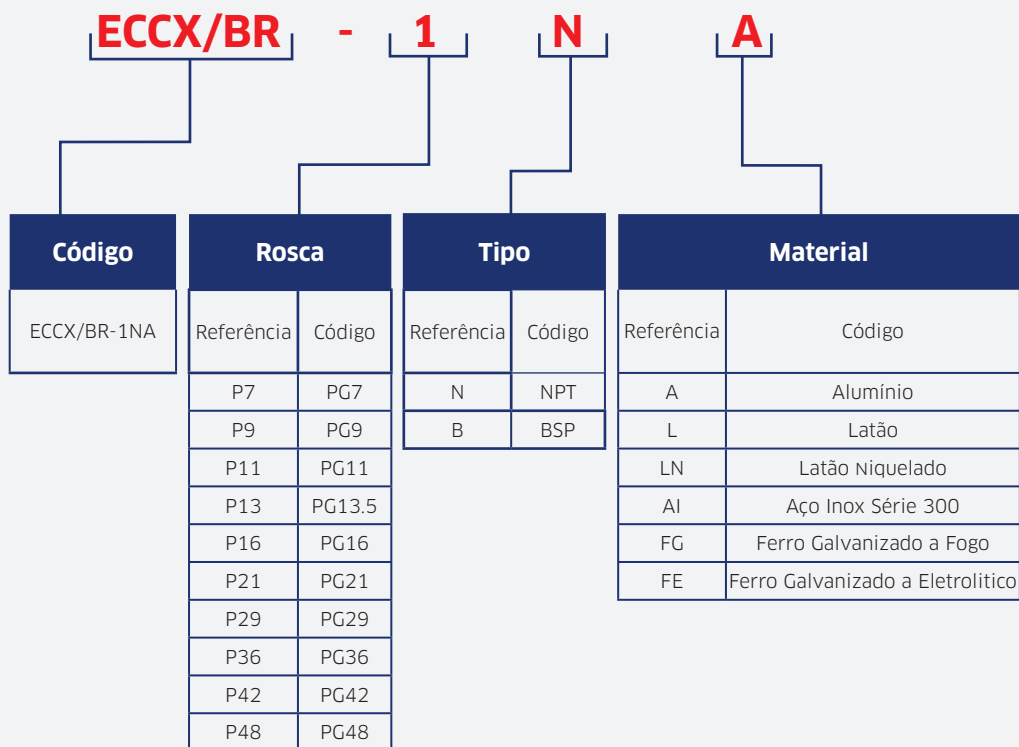 ECCX/BR - 1 N A
Código Rosca Tipo Material
ECCX/BR-1NA Referência Código Referência Código Referência Código
P7 PG7 N NPT A Alumínio
P9 PG9 B BSP L Latão
P11 PG11 LN Latão Niquelado
P13 PG13.5 AI Aço Inox Série 300
P16 PG16 FG Ferro Galvanizado a Fogo
P21 PG21 FE Ferro Galvanizado a Eletrolitico
P29 PG29
P36 PG36
P42 PG42
P48 PG48